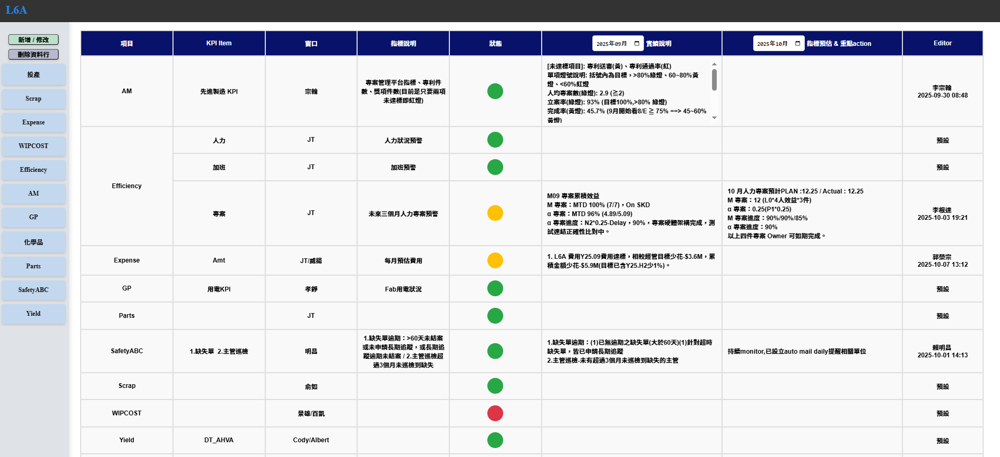 L6A
新增 / 修改
刪除資料行
投產
Scrap
Expense
WIPCOST
Efficiency
AM
GP
化學品
Parts
SafetyABC
Yield
項目
KPI Item
窗口
指標說明
狀態
2025年09月 實績說明
2025年10月 指標預估 & 重點action
Editor
AM
先進製造 KPI
宗翰
專案管理平台指標、專利件
數、獎項件數(目前是只要兩項
未達標即紅燈)
[未達標項目]: 專利送審(黃)、專利通過率(紅)
單項燈號說明: 括號內為目標，>80%綠燈、60~80%黃
燈、<60%紅燈
人均專案數(綠燈): 2.9 (≧2)
立案率(綠燈): 93% (目標100%,>80% 綠燈)
完成率(黃燈): 45.7% (9月開始看8/E ≧ 75% ==> 45~60%
黃燈)
李宗翰
2025-09-30 08:48
Efficiency
人力
JT
人力狀況預警
預設
加班
JT
加班預警
預設
專案
JT
未來三個月人力專案預警
M09 專案累積效益
M 專案：MTD 100% (7/7)，On SKD
α 專案：MTD 96% (4.89/5.09)
α 專案進度：N2*0.25-Delay，90%，專案硬體架構完成，測
試連結正確性比對中。
10 月人力專案預計PLAN :12.25 / Actual : 12.25
M 專案：12 (L0*4人效益*3件)
α 專案：0.25(P1*0.25)
M 專案進度：90%/90%/85%
α 專案進度：90%
以上四件專案 Owner 可如期完成。
李根達
2025-10-03 19:21
Expense
Amt
JT/威揚
每月預估費用
1. L6A 費用Y25.09費用達標，相較經管目標少花-$3.6M，累
積金額少花-$5.9M(目標已含Y25.H2少1%)。
郭榮宗
2025-10-07 13:12
GP
用電KPI
孝錚
Fab用電狀況
預設
Parts
JT
預設
SafetyABC
1.缺失單 2.主管巡檢
明昌
1.缺失單逾期：>60天未結案
或未申請長期追蹤，或長期追
蹤逾期未結案 / 2.主管巡檢超
過3個月未巡檢到缺失
1.缺失單逾期：(1)已無逾期之缺失單(大於60天)(1)針對超時
缺失單，皆已申請長期追蹤
2.主管巡檢-未有超過3個月未巡檢到缺失的主管
持續monitor,已設立auto mail daily提醒相關單位
賴明昌
2025-10-01 14:13
Scrap
俞如
預設
WIPCOST
景雄/百凱
預設
Yield
DT_AHVA
Cody/Albert
預設